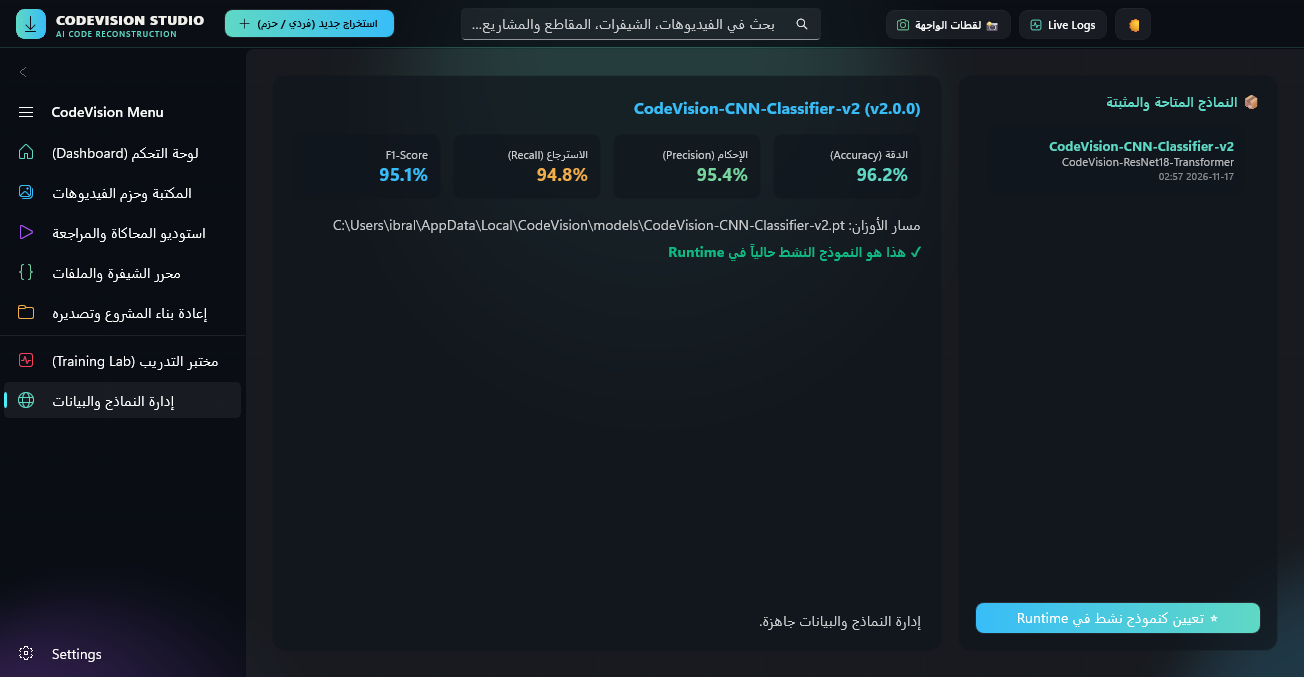 CODEVISION STUDIO
AI CODE RECONSTRUCTION
استخراج جديد (فردي / حزم)
بحث في الفيديوهات، الشيفرات، المقاطع والمشاريع...
لقطات الواجهة
Live Logs
CodeVision Menu
لوحة التحكم (Dashboard)
المكتبة وحزم الفيديوهات
استوديو المحاكاة والمراجعة
محرر الشيفرة والملفات
إعادة بناء المشروع وتصديره
مختبر التدريب (Training Lab)
إدارة النماذج والبيانات
Settings
النماذج المتاحة والمثبتة
CodeVision-CNN-Classifier-v2
CodeVision-ResNet18-Transformer
02:57 2026-11-17
تعيين كنموذج نشط في Runtime
CodeVision-CNN-Classifier-v2 (v2.0.0)
الدقة (Accuracy)
96.2%
الإحكام (Precision)
95.4%
الاسترجاع (Recall)
94.8%
F1-Score
95.1%
مسار الأوزان: C:\Users\ibral\AppData\Local\CodeVision\models\CodeVision-CNN-Classifier-v2.pt
✓ هذا هو النموذج النشط حالياً في Runtime
إدارة النماذج والبيانات جاهزة.